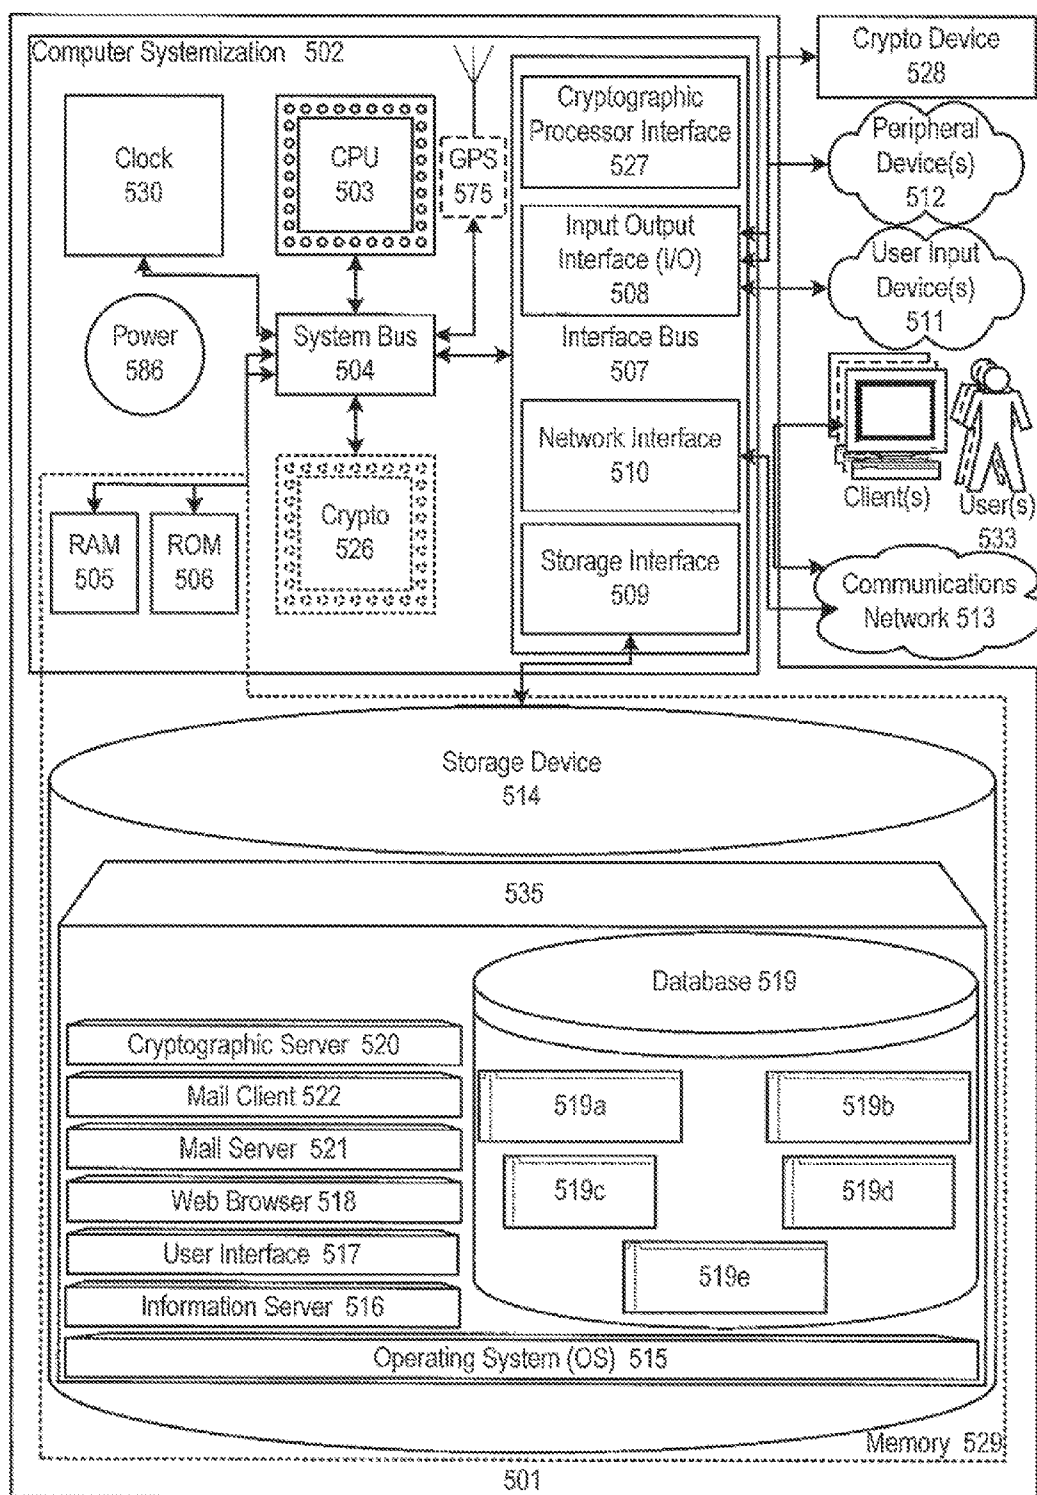 Computer Systemization 502
Clock
530
CPU
503
GPS
575
Power
586
System Bus
504
RAM
505
ROM
506
Crypto
526
Cryptographic
Processor Interface
527
Input Output
Interface (I/O)
508
Interface Bus
507
Network Interface
510
Storage Interface
509
Crypto Device
528
Peripheral
Device(s)
512
User Input
Device(s)
511
Client(s)
User(s)
533
Communications
Network 513
Storage Device
514
535
Database 519
519a
519b
519c
519d
519e
Cryptographic Server 520
Mail Client 522
Mail Server 521
Web Browser 518
User Interface 517
Information Server 516
Operating System (OS) 515
Memory 529
501